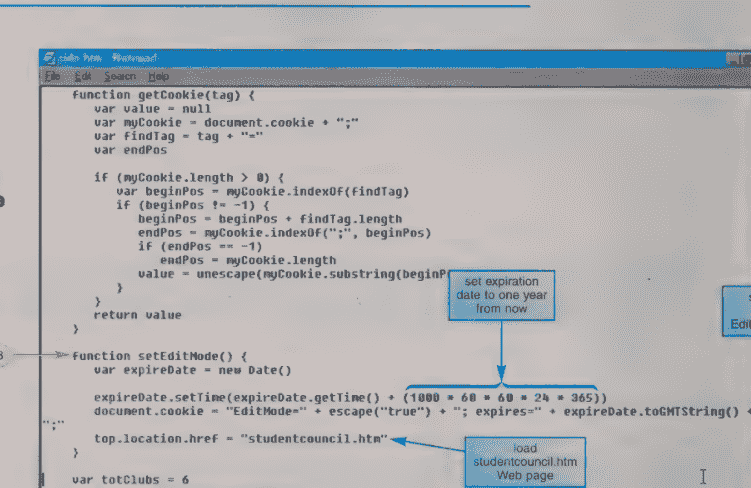 Notepad
File Edit Search Help
function getCookie(tag) {
var value = null
var myCookie = document.cookie + ";"
var findTag = tag + "="
var endPos
if (myCookie.length > 0) {
var beginPos = myCookie.indexOf(findTag)
if (beginPos != -1) {
beginPos = beginPos + findTag.length
endPos = myCookie.indexOf(";", beginPos)
if (endPos == -1)
endPos = myCookie.length
value = unescape(myCookie.substring(beginP
}
}
return value
}
set expiration
date to one year
from now
Edit
function setEditMode() {
var expireDate = new Date()
expireDate.setTime(expireDate.getTime() + (1000 * 60 * 60 * 24 * 365))
document.cookie = "EditMode=" + escape("true") + "; expires=" + expireDate.toGMTString() +
";"
top.location.href = "studentcouncil.htm"
}
load
studentcouncil.htm
Web page
var totClubs = 6